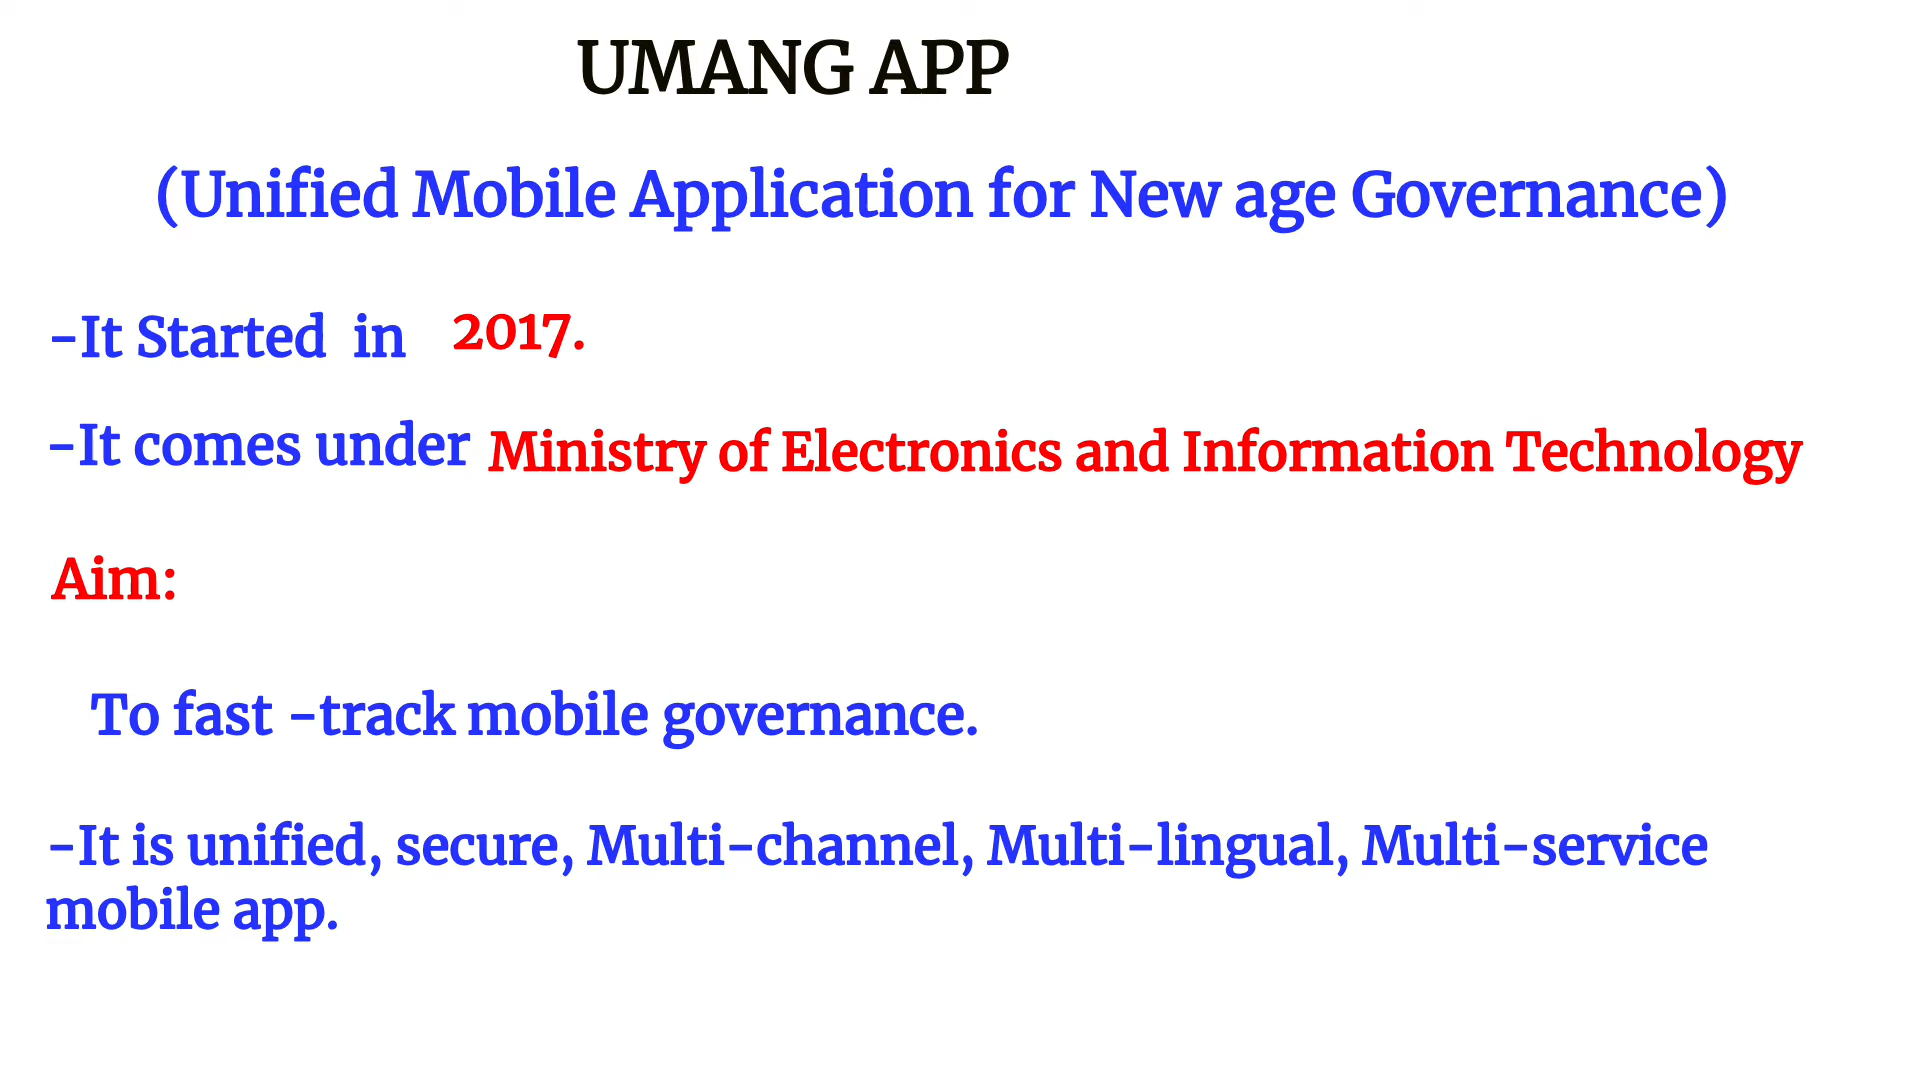 UMANG APP
(Unified Mobile Application for New age Governance)
-It Started in 2017.
-It comes under Ministry of Electronics and Information Technology
Aim:
To fast -track mobile governance.
-It is unified, secure, Multi-channel, Multi-lingual, Multi-service
mobile app.